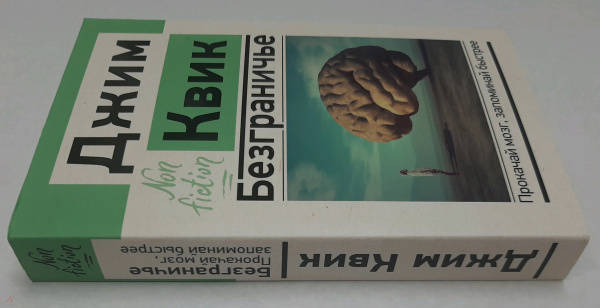 Джим
Квик
Безграничье
Прокачай мозг, запоминай быстрее
Non
fiction
Джим Квик
Безграничье
Прокачай мозг,
запоминай быстрее
Non
fiction